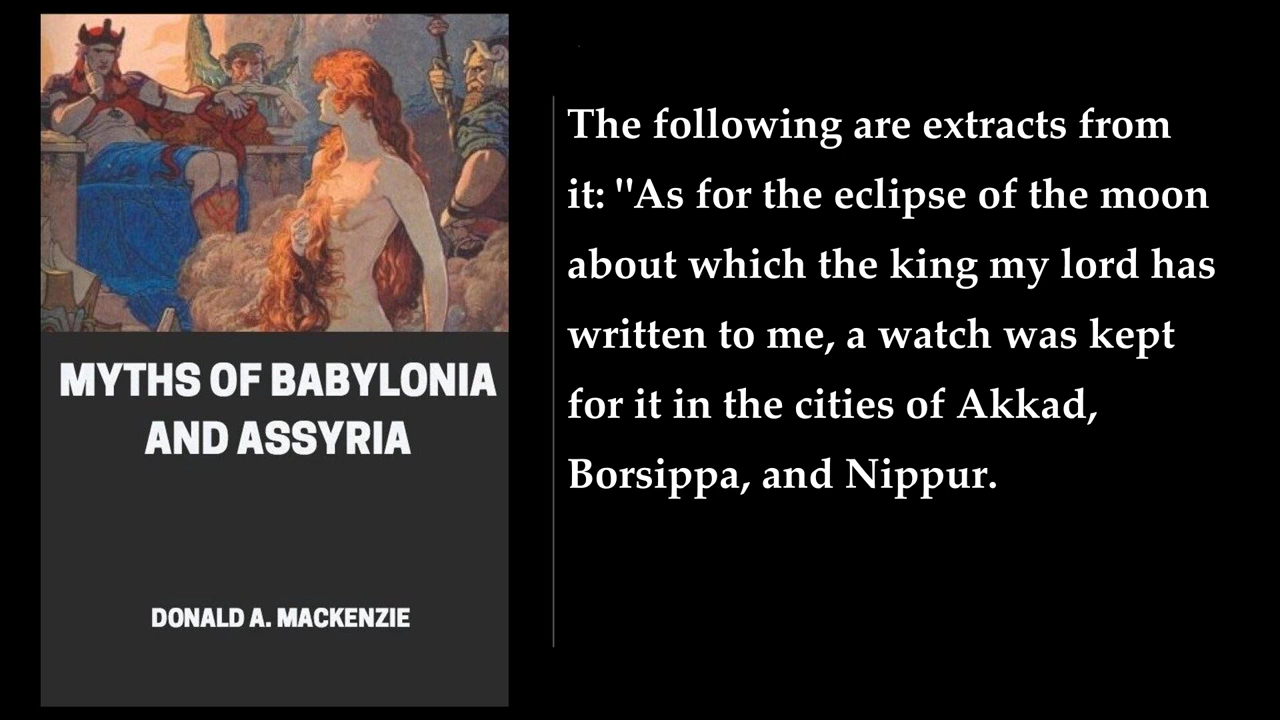 MYTHS OF BABYLONIA
AND ASSYRIA
DONALD A. MACKENZIE
The following are extracts from
it: "As for the eclipse of the moon
about which the king my lord has
written to me, a watch was kept
for it in the cities of Akkad,
Borsippa, and Nippur.